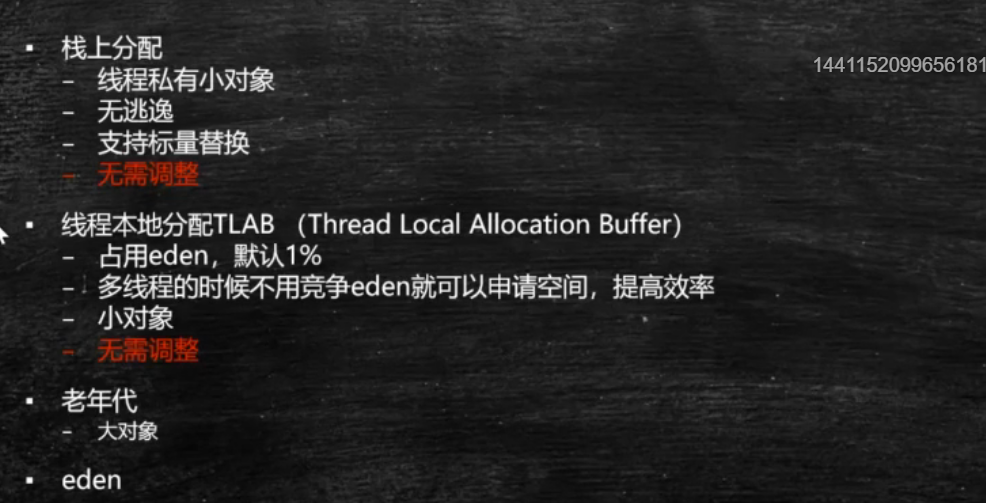 ▪ 栈上分配
1441152099656181
– 线程私有小对象
– 无逃逸
– 支持标量替换
– 无需调整
▪ 线程本地分配TLAB （Thread Local Allocation Buffer）
– 占用eden，默认1%
– 多线程的时候不用竞争eden就可以申请空间，提高效率
– 小对象
– 无需调整
▪ 老年代
– 大对象
▪ eden